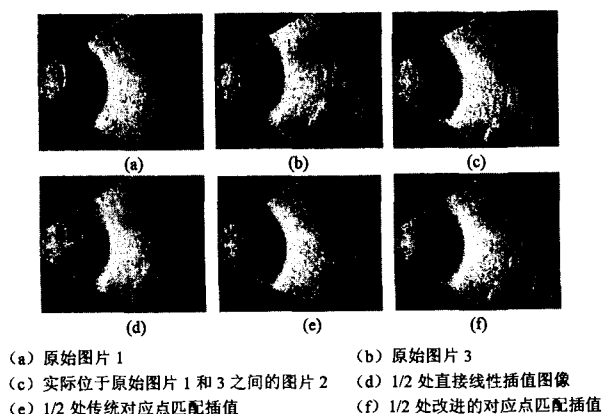 (a) (b) (c)
(d) (e) (f)
(a) 原始图片 1 (b) 原始图片 3
(c) 实际位于原始图片 1 和 3 之间的图片 2 (d) 1/2 处直接线性插值图像
(e) 1/2 处传统对应点匹配插值 (f) 1/2 处改进的对应点匹配插值